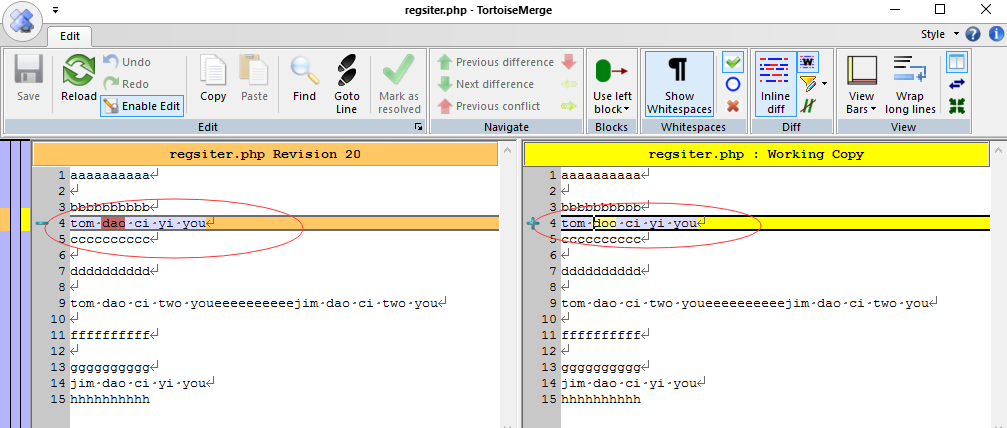 regsiter.php - TortoiseMerge
Edit
Style
Save
Reload
Undo
Redo
Enable Edit
Copy
Paste
Find
Goto Line
Mark as resolved
Edit
Previous difference
Next difference
Previous conflict
Navigate
Use left block
Blocks
Show Whitespaces
Whitespaces
Inline diff
Diff
View Bars
Wrap long lines
View
regsiter.php Revision 20
1 aaaaaaaaaa
2
3 bbbbbbbbbb
4 tom dac ci yi you
5 cccccccccc
6
7 dddddddddd
8
9 tom dao ci two youeeeeeeeeeejim dao ci two you
10
11 ffffffffff
12
13 gggggggggg
14 jim dao ci yi you
15 hhhhhhhhhh
regsiter.php : Working Copy
1 aaaaaaaaaa
2
3 bbbbbbbbbb
4 tom doo ci yi you
5 cccccccccc
6
7 dddddddddd
8
9 tom dao ci two youeeeeeeeeeejim dao ci two you
10
11 ffffffffff
12
13 gggggggggg
14 jim dao ci yi you
15 hhhhhhhhhh